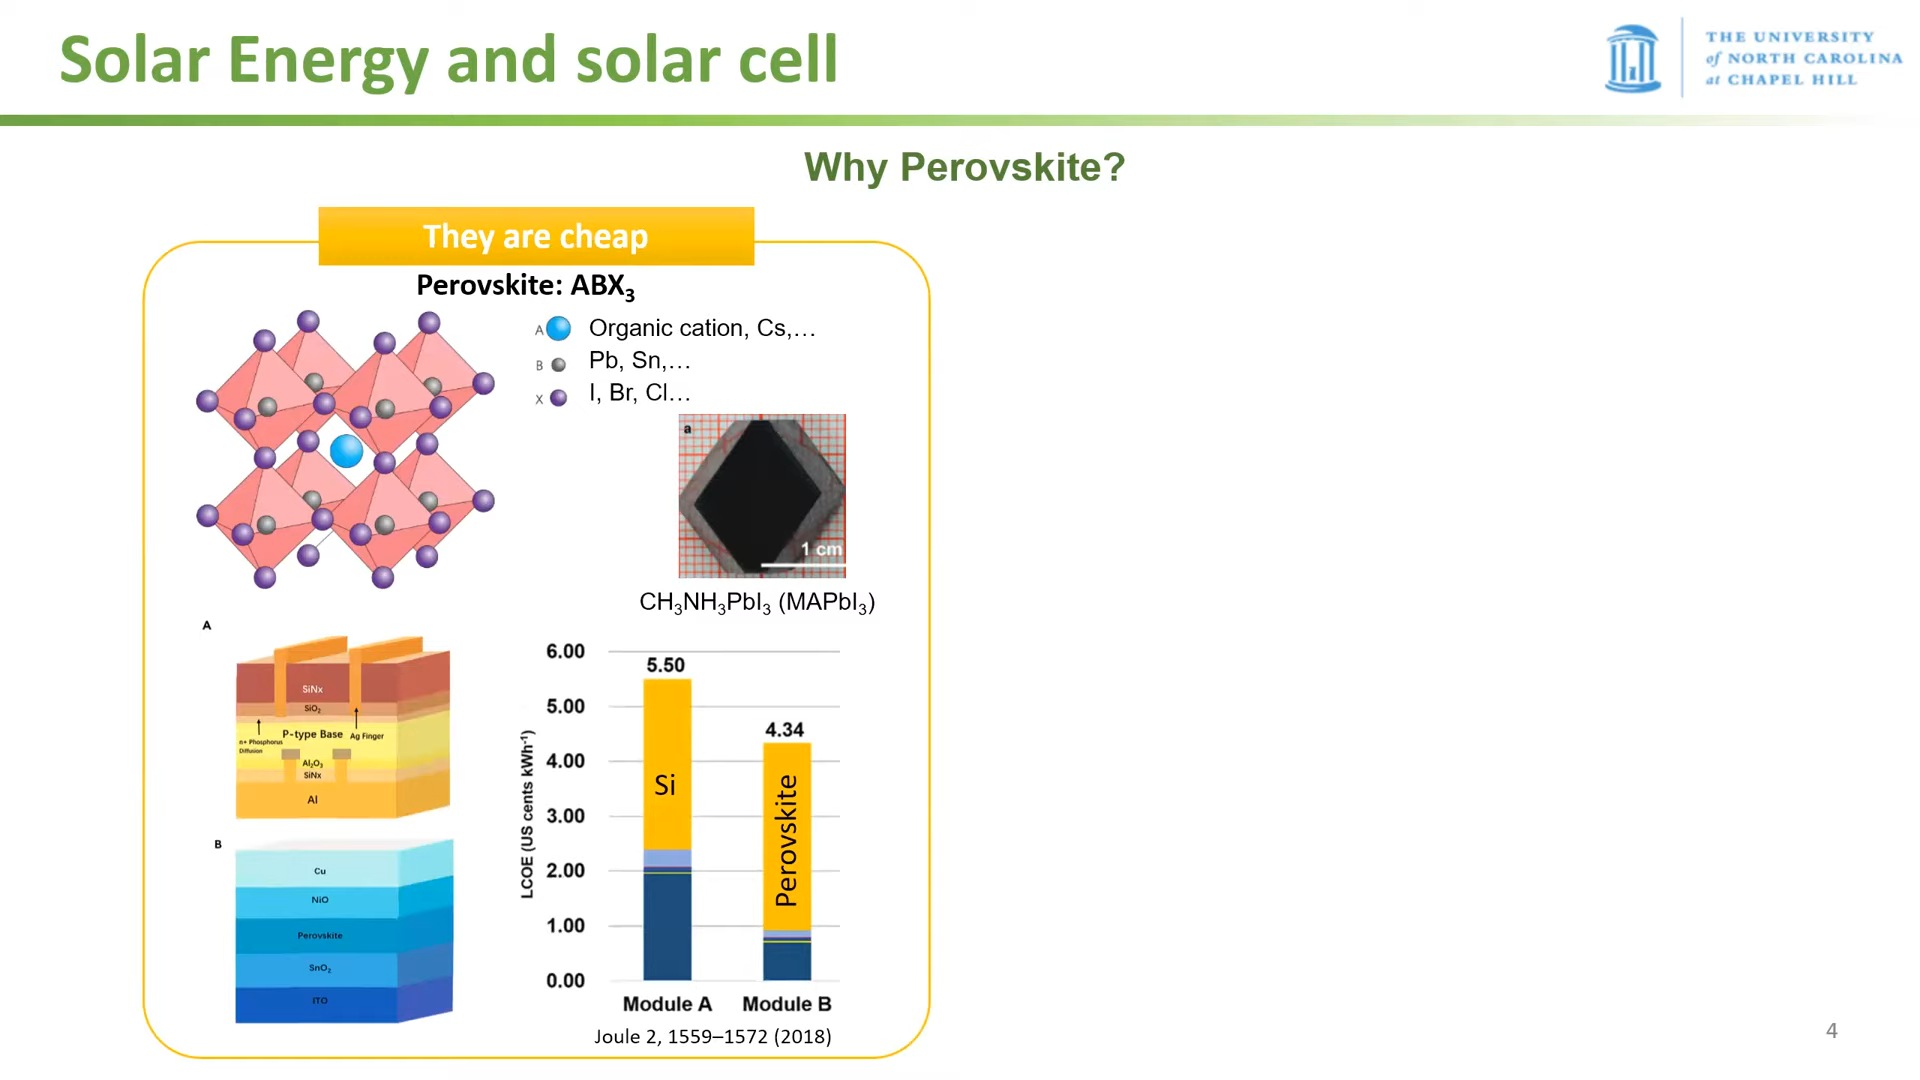 Solar Energy and solar cell
THE UNIVERSITY
of NORTH CAROLINA
at CHAPEL HILL
Why Perovskite?
They are cheap
Perovskite: ABX₃
A Organic cation, Cs,…
B Pb, Sn,…
X I, Br, Cl…
a
1 cm
CH₃NH₃PbI₃ (MAPbI₃)
A
SiNx
SiO₂
n+ Phosphorus
Diffusion
P-type Base
Ag Finger
Al₂O₃
SiNx
Al
B
Cu
NiO
Perovskite
SnO₂
ITO
LCOE (US cents kWh⁻¹)
6.00
5.00
4.00
3.00
2.00
1.00
0.00
5.50
4.34
Si
Perovskite
Module A
Module B
Joule 2, 1559–1572 (2018)
4